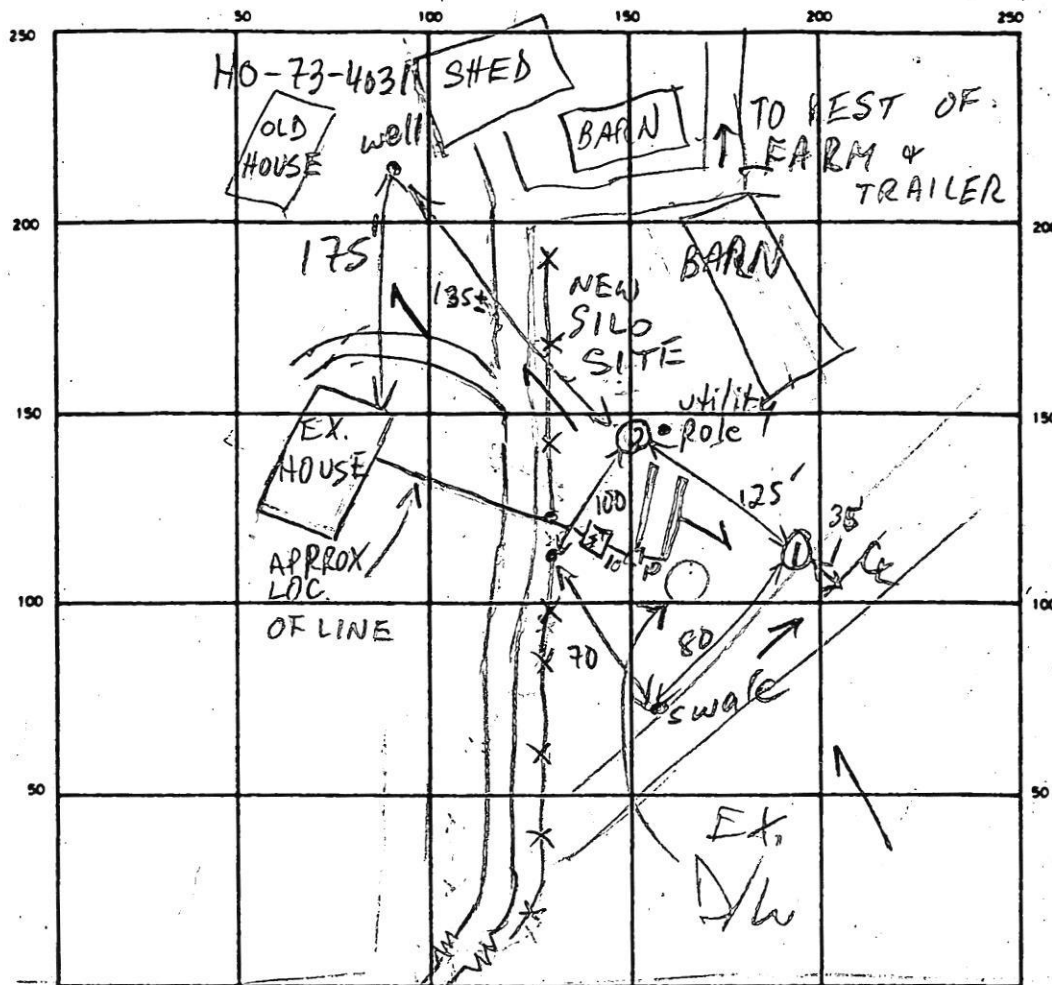 50 100 150 200 250
250
HO-73-4031
SHED
OLD
HOUSE
well
BARN
TO REST OF
FARM &
TRAILER
200
200
175'
BARN
135±
NEW
SILO
SITE
150
150
utility
Pole
EX.
HOUSE
100
125'
35'
1
10
APPROX
LOC.
OF LINE
100
100
70
80
swale
50
50
EX.
D/W